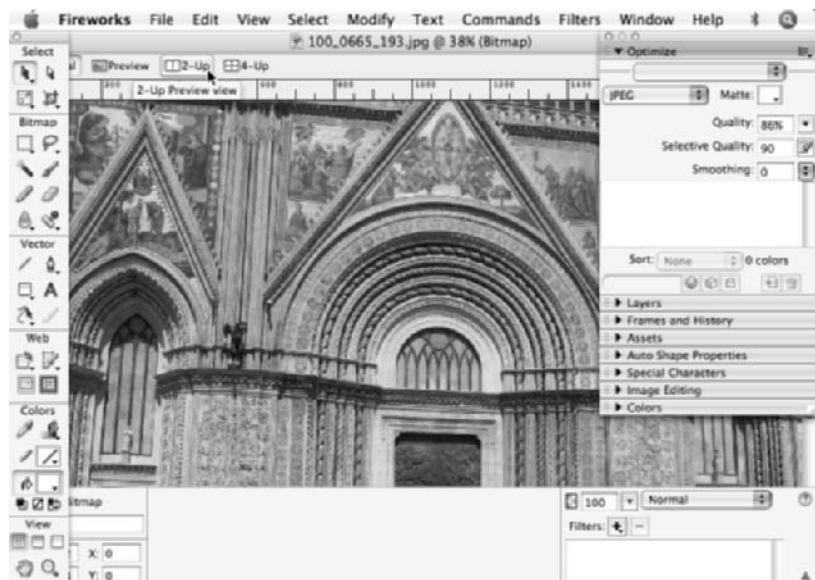 Fireworks File Edit View Select Modify Text Commands Filters Window Help
100_0665_193.jpg @ 38% (Bitmap)
Select
Preview 2-Up 4-Up
2-Up Preview view
Optimize
JPEG Matte:
Quality: 86%
Selective Quality: 90
Smoothing: 0
Sort: None 0 colors
Layers
Frames and History
Assets
Auto Shape Properties
Special Characters
Image Editing
Colors
Bitmap
Vector
Web
Colors
View
X: 0
Y: 0
100 Normal
Filters: